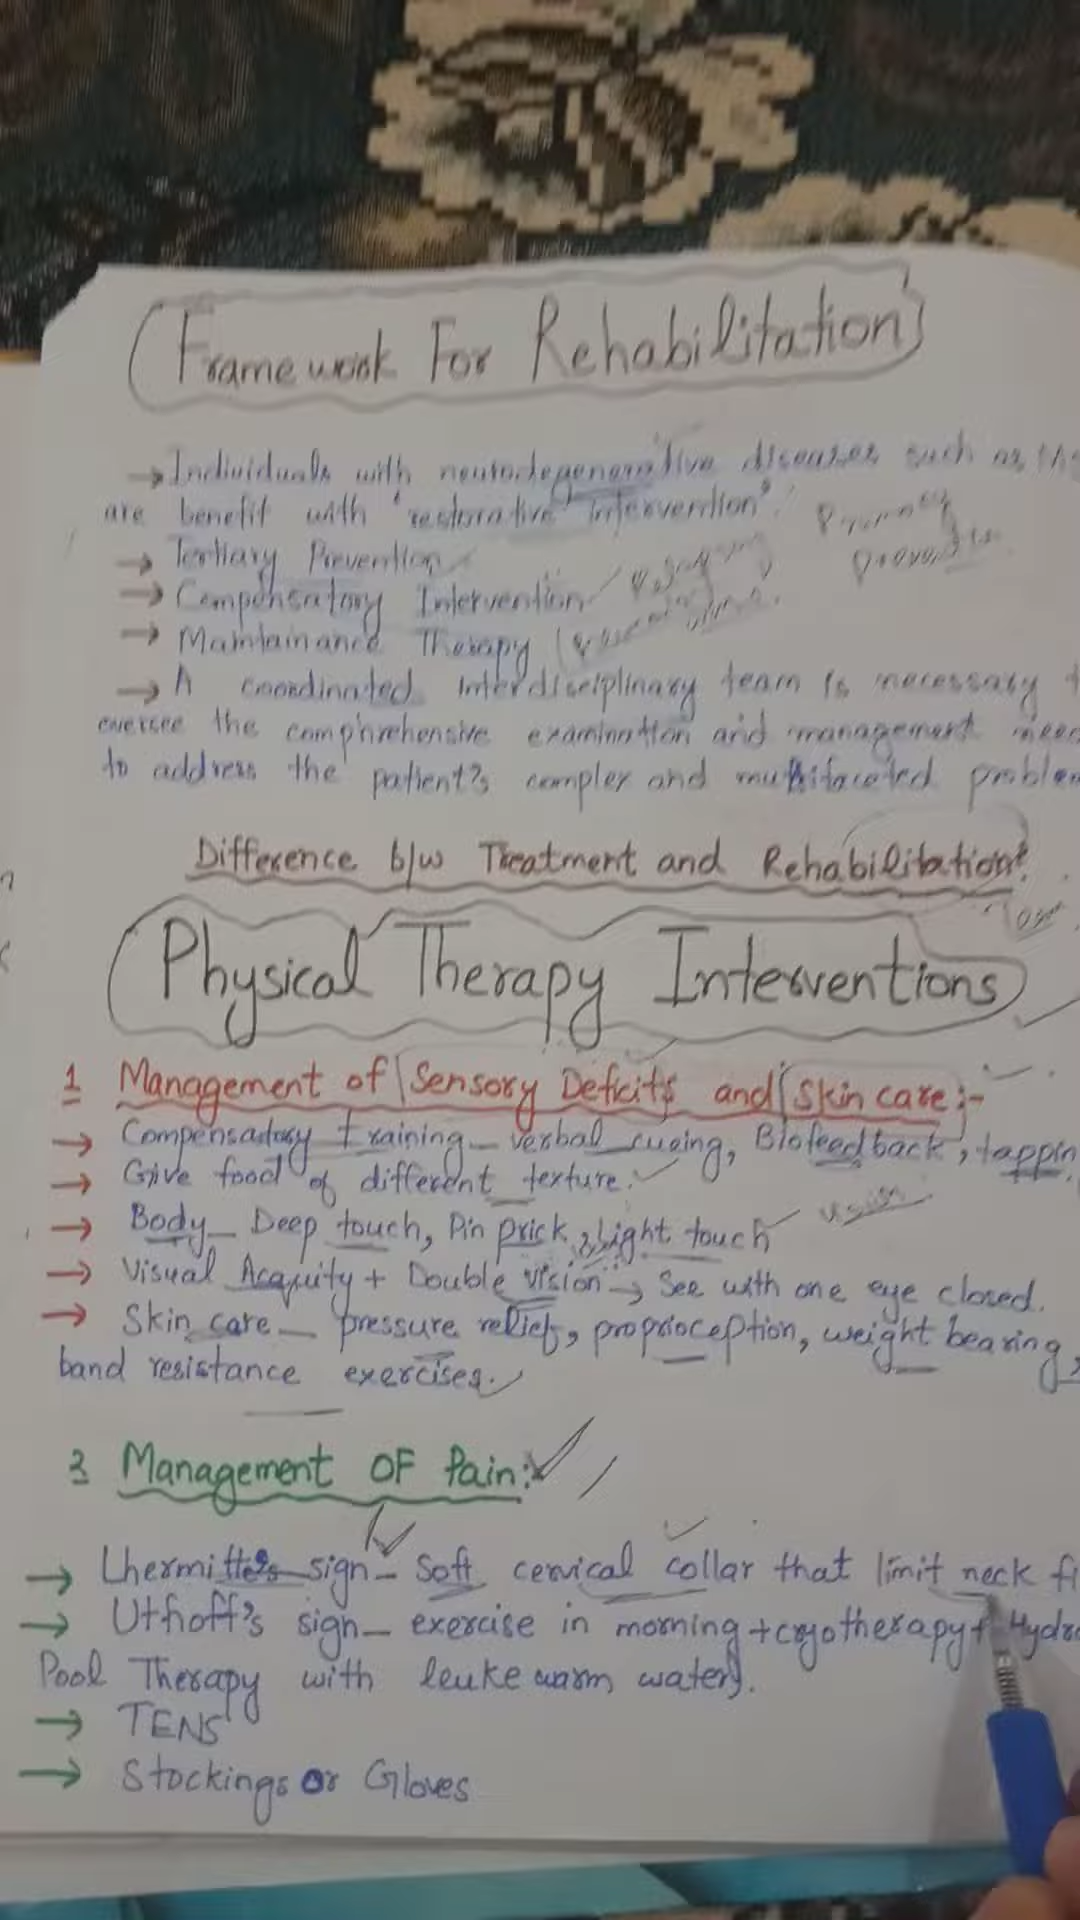 Framework For Rehabilitation
→ Individuals with neurodegenerative diseases such as
are benefit with 'restorative intervention'.
→ Tertiary Prevention
→ Compensatory Intervention
→ Maintainance Therapy
→ A coordinated interdisciplinary team is necessary
oversee the comphrehensive examination and management
to address the patient's complex and multifaceted
Difference b/w Treatment and Rehabilitation?
Physical Therapy Interventions
1 Management of Sensory Deficits and Skin care:-
→ Compensatory training - verbal cueing, Biofeedback, tappin
→ Give food of different texture.
→ Body - Deep touch, Pin prick, Light touch
→ Visual Acquity + Double vision → See with one eye closed.
→ Skin care - pressure relief, proprioception, weight bearing,
band resistance exercises.
3 Management OF Pain:
→ Lhermitte's sign - Soft cervical collar that limit neck
→ Uthoff's sign - exercise in morning + cryotherapy + Hydro
Pool Therapy with leuke warm water).
→ TENS
→ Stockings or Gloves